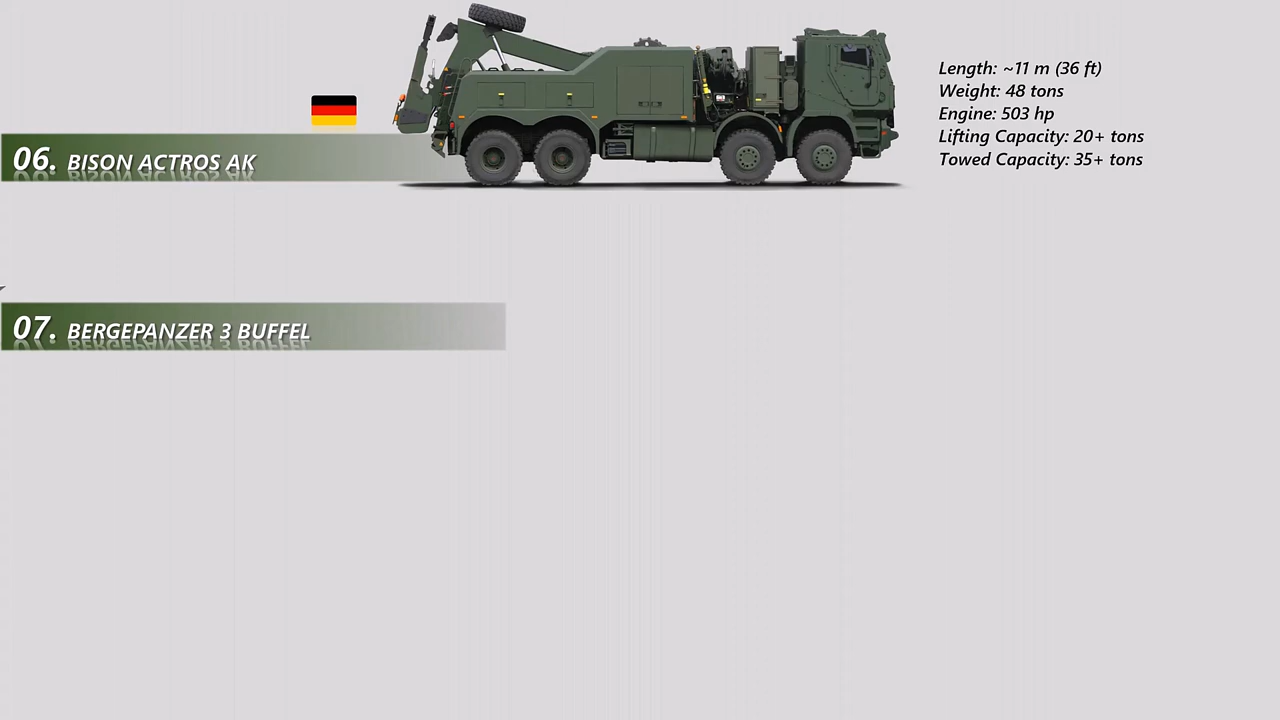 Length: ~11 m (36 ft)
Weight: 48 tons
Engine: 503 hp
Lifting Capacity: 20+ tons
Towed Capacity: 35+ tons
06. BISON ACTROS AK
07. BERGEPANZER 3 BUFFEL